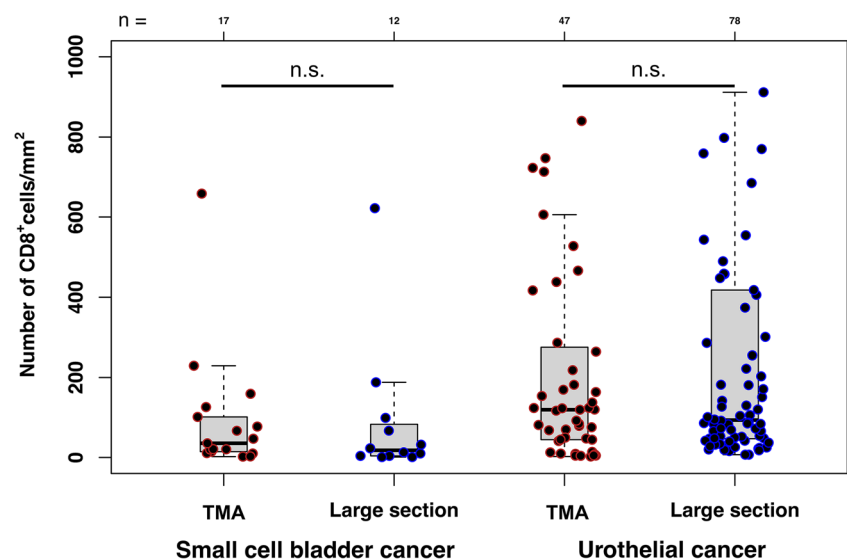 n = 17 12 47 78
n.s. n.s.
Number of CD8⁺cells/mm²
1000
800
600
400
200
0
TMA Large section TMA Large section
Small cell bladder cancer Urothelial cancer